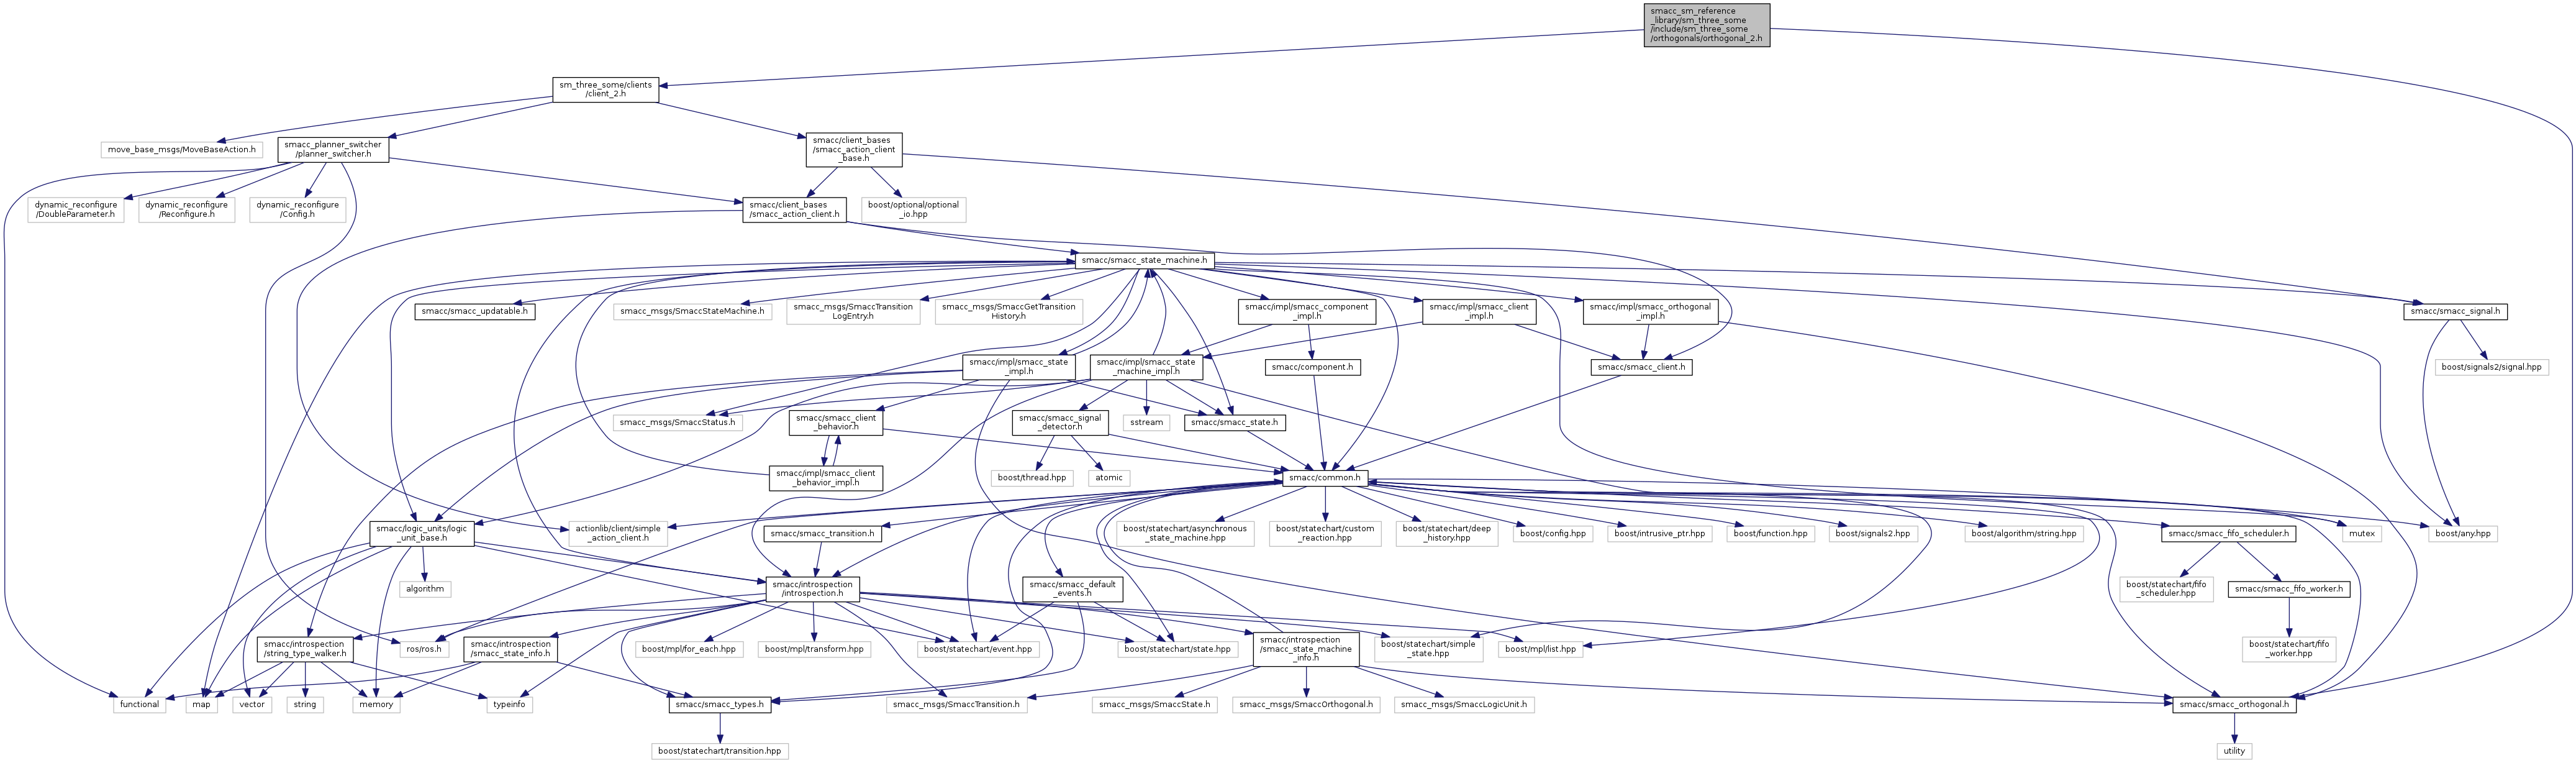 smacc_sm_reference
_library/sm_three_some
/include/sm_three_some
/orthogonals/orthogonal_2.h
sm_three_some/clients
/client_2.h
move_base_msgs/MoveBaseAction.h
smacc_planner_switcher
/planner_switcher.h
smacc/client_bases
/smacc_action_client
_base.h
dynamic_reconfigure
/DoubleParameter.h
dynamic_reconfigure
/Reconfigure.h
dynamic_reconfigure
/Config.h
smacc/client_bases
/smacc_action_client.h
boost/optional/optional
_io.hpp
smacc/smacc_state_machine.h
smacc/smacc_updatable.h
smacc_msgs/SmaccStateMachine.h
smacc_msgs/SmaccTransition
LogEntry.h
smacc_msgs/SmaccGetTransition
History.h
smacc/impl/smacc_component
_impl.h
smacc/impl/smacc_client
_impl.h
smacc/impl/smacc_orthogonal
_impl.h
smacc/smacc_signal.h
smacc/impl/smacc_state
_impl.h
smacc/impl/smacc_state
_machine_impl.h
smacc/component.h
smacc/smacc_client.h
boost/signals2/signal.hpp
smacc_msgs/SmaccStatus.h
smacc/smacc_client
_behavior.h
smacc/smacc_signal
_detector.h
sstream
smacc/smacc_state.h
smacc/impl/smacc_client
_behavior_impl.h
boost/thread.hpp
atomic
smacc/common.h
smacc/logic_units/logic
_unit_base.h
actionlib/client/simple
_action_client.h
smacc/smacc_transition.h
boost/statechart/asynchronous
_state_machine.hpp
boost/statechart/custom
_reaction.hpp
boost/statechart/deep
_history.hpp
boost/config.hpp
boost/intrusive_ptr.hpp
boost/function.hpp
boost/signals2.hpp
boost/algorithm/string.hpp
smacc/smacc_fifo_scheduler.h
mutex
boost/any.hpp
algorithm
smacc/introspection
/introspection.h
smacc/smacc_default
_events.h
boost/statechart/fifo
_scheduler.hpp
smacc/smacc_fifo_worker.h
smacc/introspection
/string_type_walker.h
ros/ros.h
smacc/introspection
/smacc_state_info.h
boost/mpl/for_each.hpp
boost/mpl/transform.hpp
boost/statechart/event.hpp
boost/statechart/state.hpp
smacc/introspection
/smacc_state_machine
_info.h
boost/statechart/simple
_state.hpp
boost/mpl/list.hpp
boost/statechart/fifo
_worker.hpp
functional
map
vector
string
memory
typeinfo
smacc/smacc_types.h
smacc_msgs/SmaccTransition.h
smacc_msgs/SmaccState.h
smacc_msgs/SmaccOrthogonal.h
smacc_msgs/SmaccLogicUnit.h
smacc/smacc_orthogonal.h
boost/statechart/transition.hpp
utility